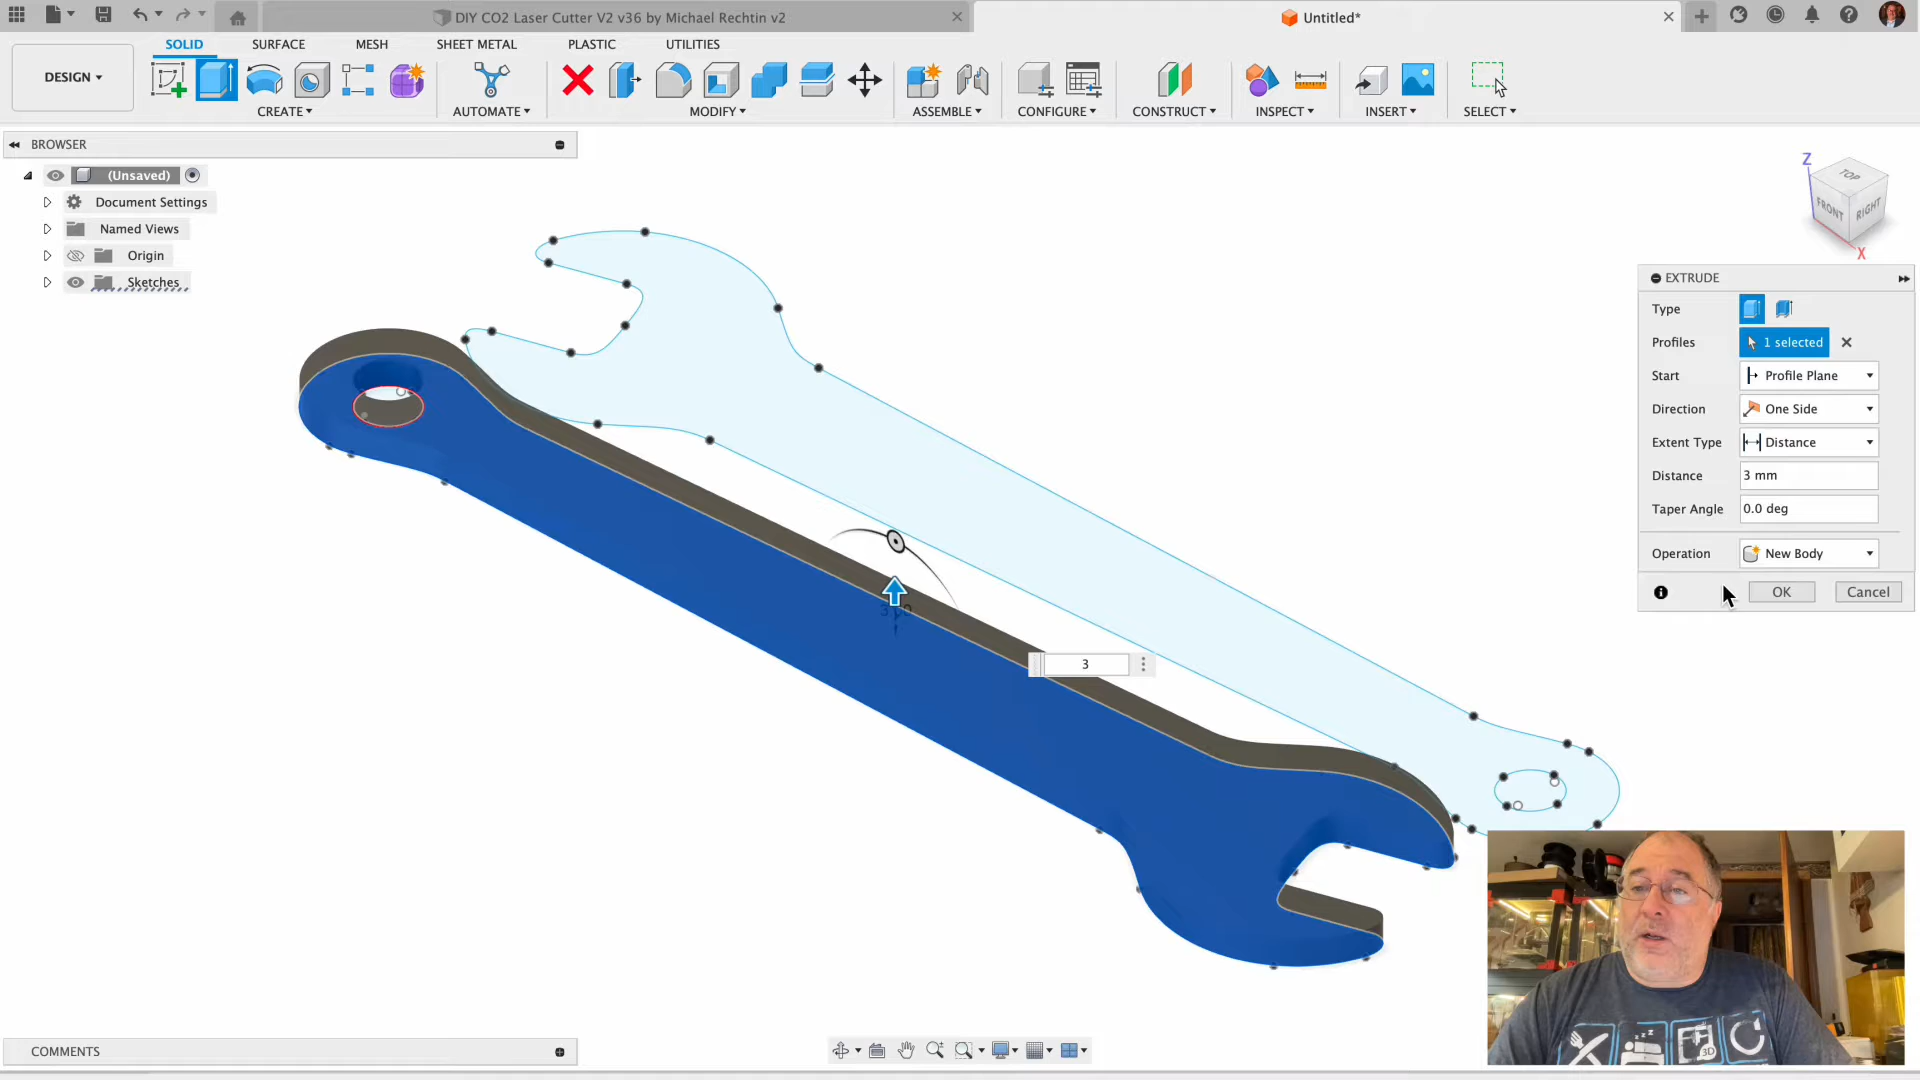 DIY CO2 Laser Cutter V2 v36 by Michael Rechtin v2
Untitled*
DESIGN
SOLID
SURFACE
MESH
SHEET METAL
PLASTIC
UTILITIES
CREATE
AUTOMATE
MODIFY
ASSEMBLE
CONFIGURE
CONSTRUCT
INSPECT
INSERT
SELECT
BROWSER
(Unsaved)
Document Settings
Named Views
Origin
Sketches
Z
TOP
FRONT
RIGHT
X
EXTRUDE
Type
Profiles
1 selected
Start
Profile Plane
Direction
One Side
Extent Type
Distance
Distance
3 mm
Taper Angle
0.0 deg
Operation
New Body
OK
Cancel
3
3D
COMMENTS